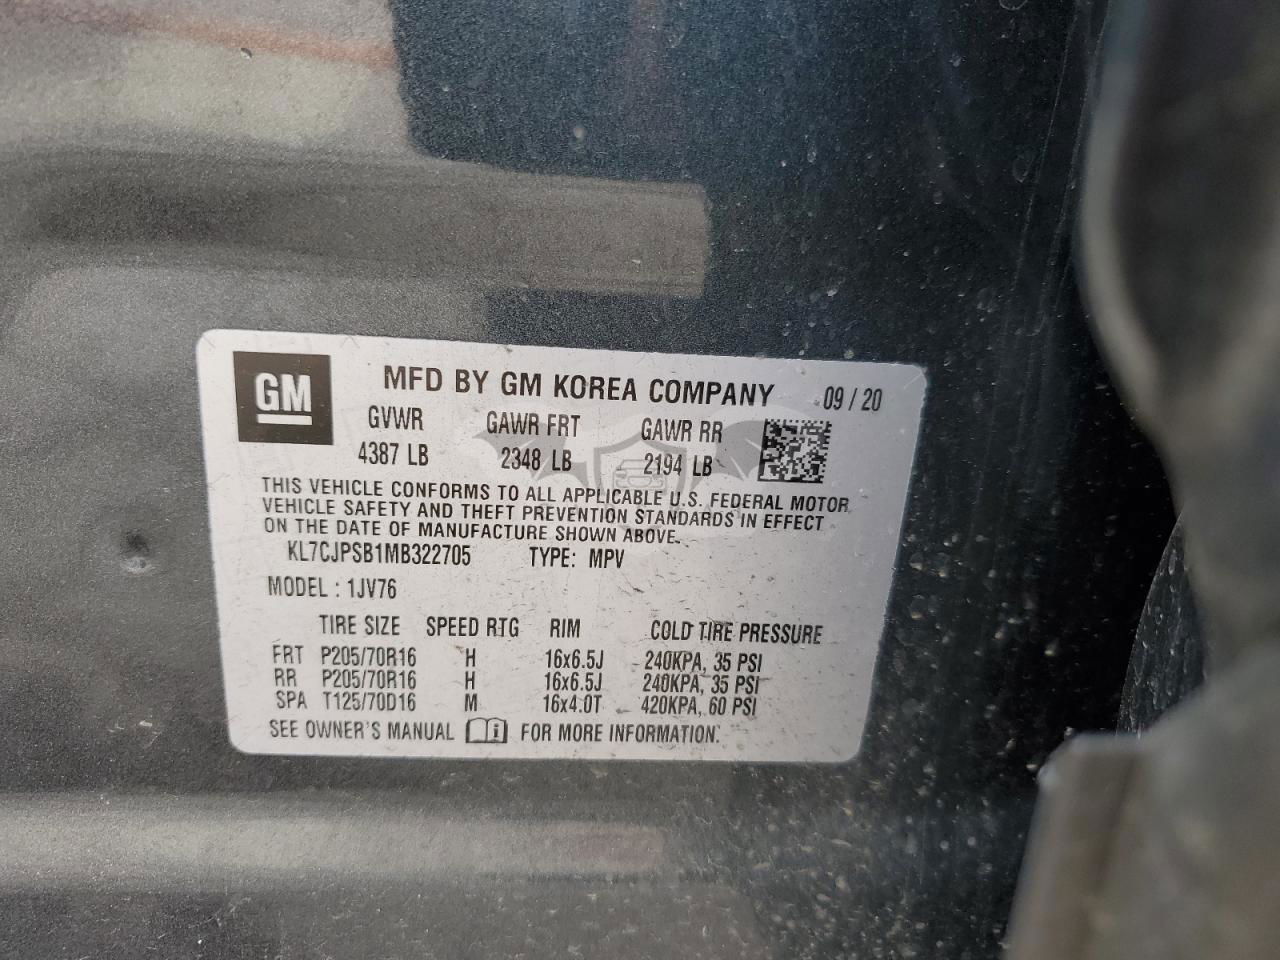 GM MFD BY GM KOREA COMPANY 09 / 20
GVWR GAWR FRT GAWR RR
4387 LB 2348 LB 2194 LB
THIS VEHICLE CONFORMS TO ALL APPLICABLE U.S. FEDERAL MOTOR
VEHICLE SAFETY AND THEFT PREVENTION STANDARDS IN EFFECT
ON THE DATE OF MANUFACTURE SHOWN ABOVE.
KL7CJPSB1MB322705 TYPE: MPV
MODEL : 1JV76
TIRE SIZE SPEED RTG RIM COLD TIRE PRESSURE
FRT P205/70R16 H 16x6.5J 240KPA, 35 PSI
RR P205/70R16 H 16x6.5J 240KPA, 35 PSI
SPA T125/70D16 M 16x4.0T 420KPA, 60 PSI
SEE OWNER'S MANUAL FOR MORE INFORMATION.